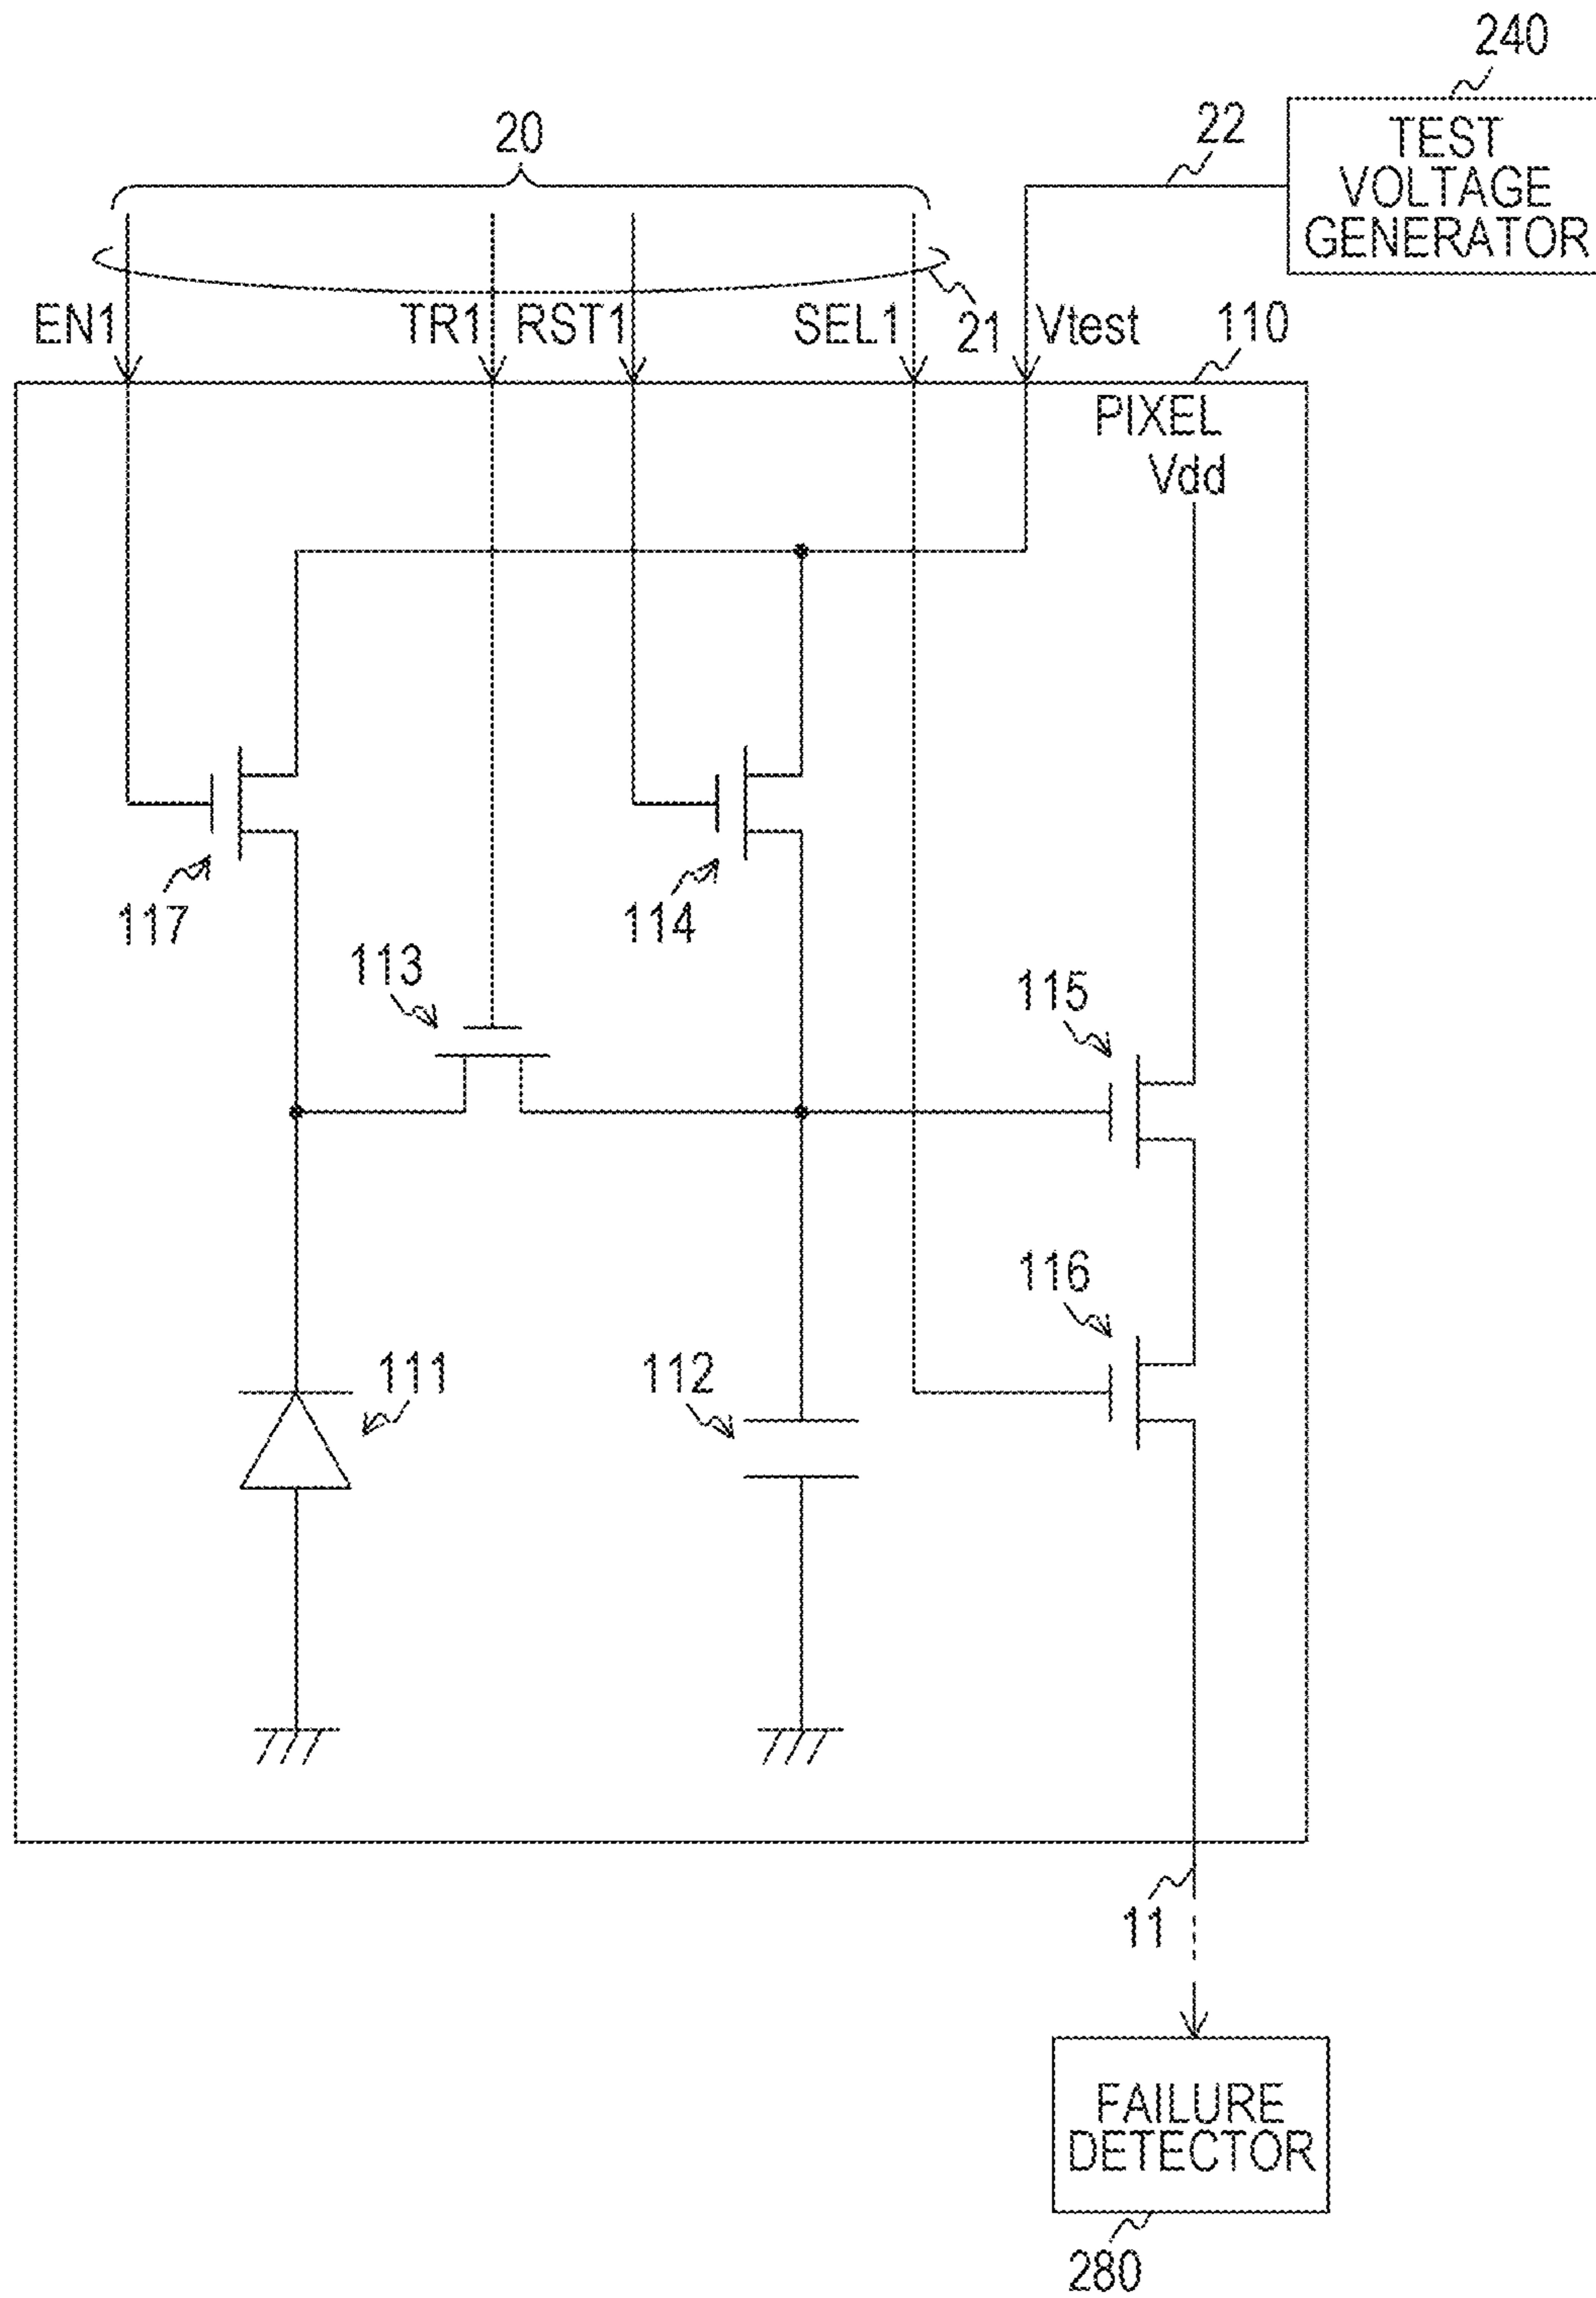 240
TEST
VOLTAGE
GENERATOR
20
22
EN1
TR1
RST1
SEL1
21
Vtest
110
PIXEL
Vdd
117
114
113
115
116
111
112
11
FAILURE
DETECTOR
280